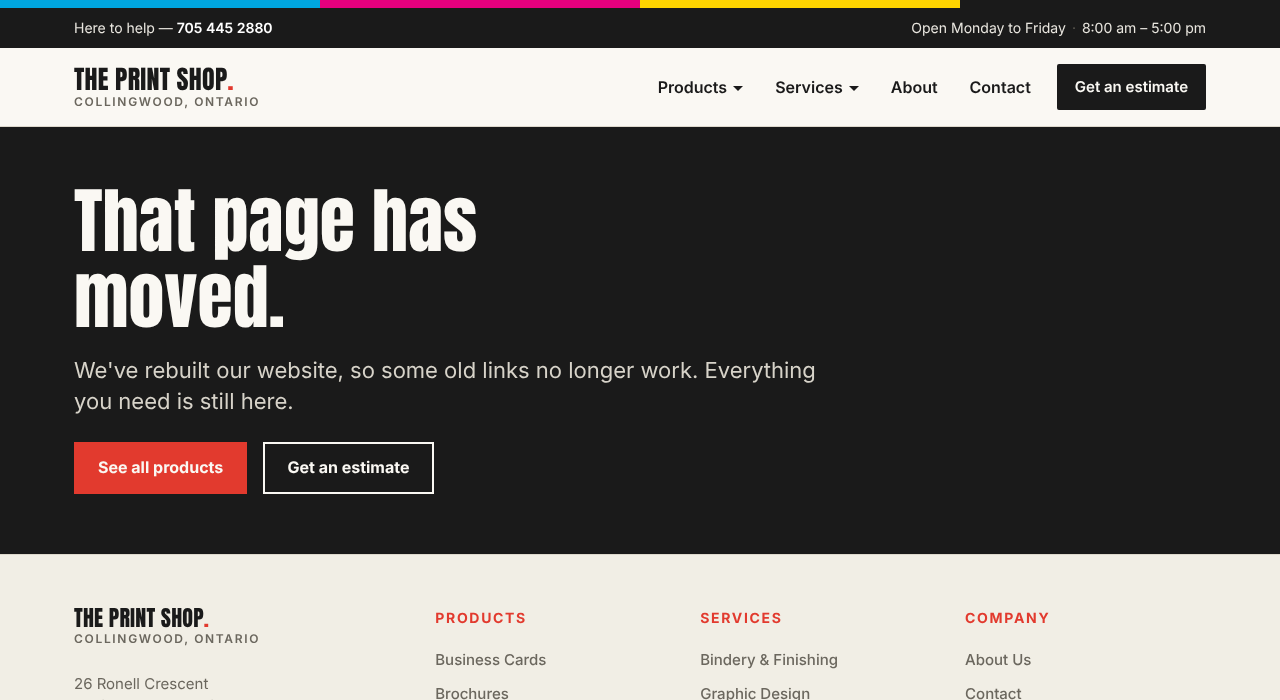 Here to help — 705 445 2880
Open Monday to Friday · 8:00 am – 5:00 pm
THE PRINT SHOP.
COLLINGWOOD, ONTARIO
Products
Services
About
Contact
Get an estimate
That page has
moved.
We've rebuilt our website, so some old links no longer work. Everything
you need is still here.
See all products
Get an estimate
THE PRINT SHOP.
COLLINGWOOD, ONTARIO
26 Ronell Crescent
PRODUCTS
Business Cards
Brochures
SERVICES
Bindery & Finishing
Graphic Design
COMPANY
About Us
Contact